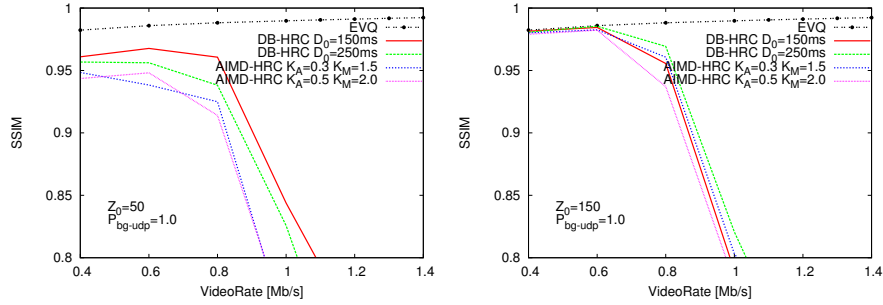 1
0.95
0.9
0.85
0.8
0.4
0.6
0.8
1
1.2
1.4
SSIM
VideoRate [Mb/s]
Z0=50
Pbg-udp=1.0
EVQ
DB-HRC D0=150ms
DB-HRC D0=250ms
AIMD-HRC KA=0.3 KM=1.5
AIMD-HRC KA=0.5 KM=2.0
1
0.95
0.9
0.85
0.8
0.4
0.6
0.8
1
1.2
1.4
SSIM
VideoRate [Mb/s]
Z0=150
Pbg-udp=1.0
EVQ
DB-HRC D0=150ms
DB-HRC D0=250ms
AIMD-HRC KA=0.3 KM=1.5
AIMD-HRC KA=0.5 KM=2.0